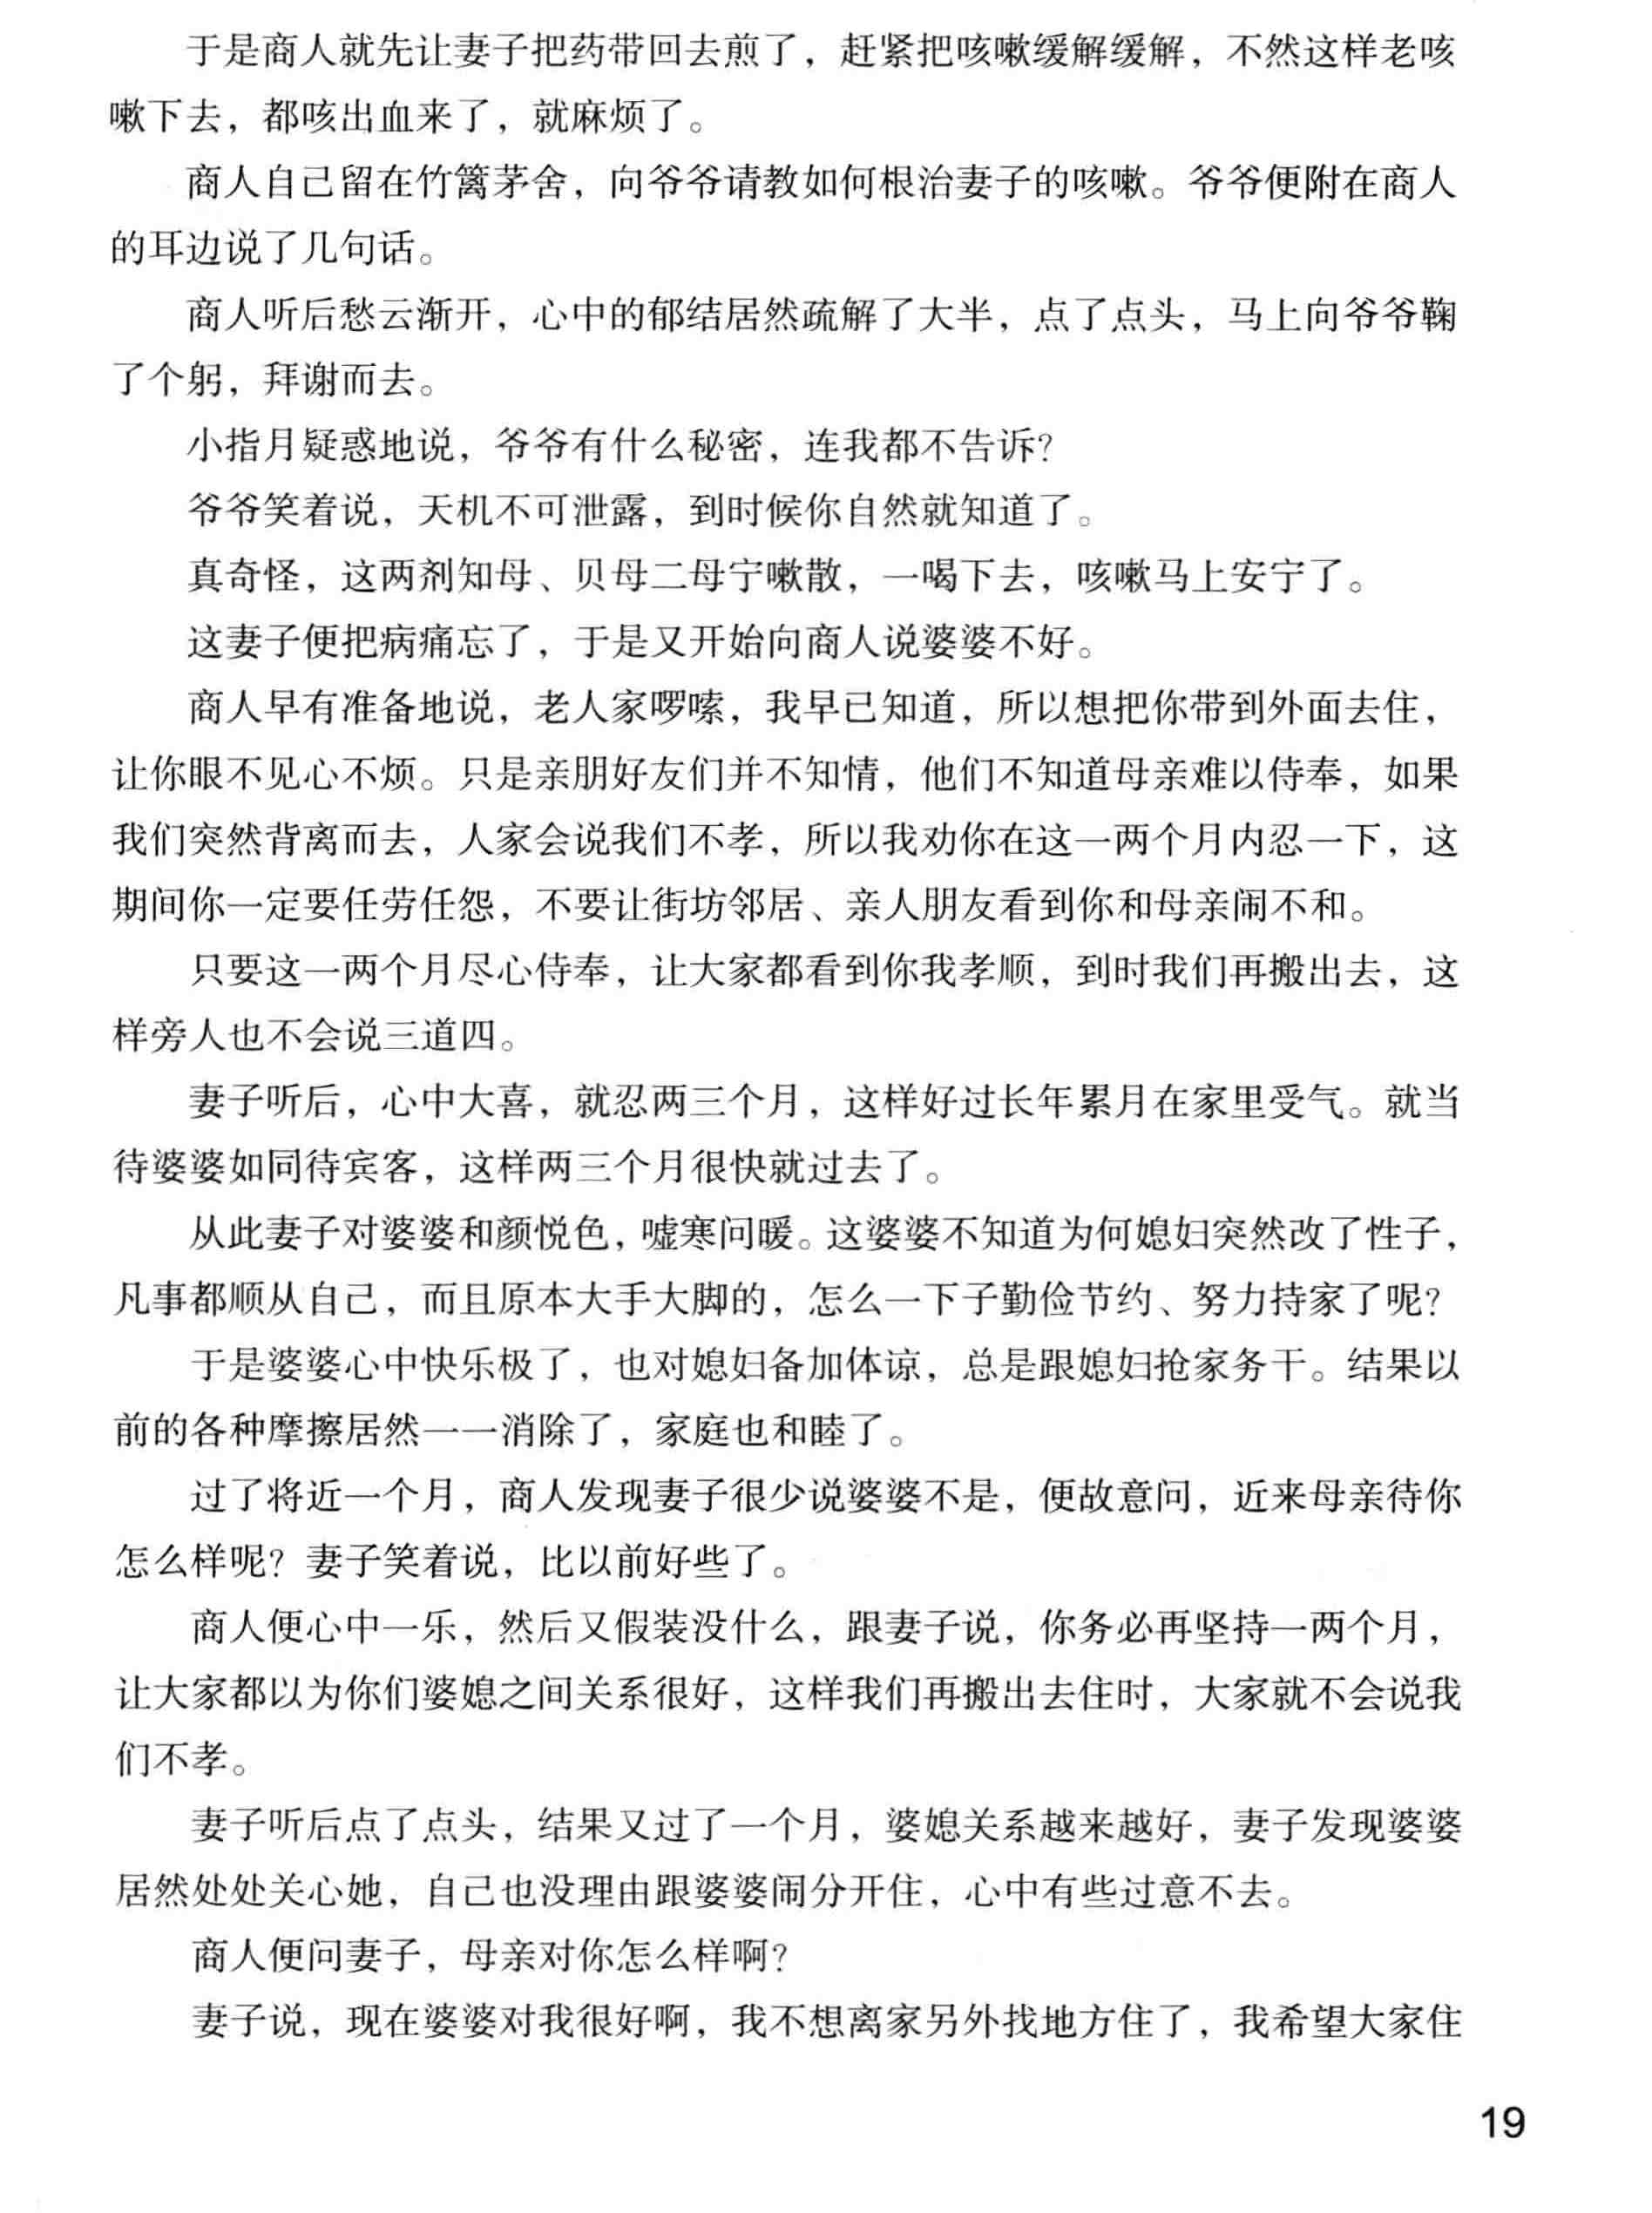 于是商人就先让妻子把药带回去煎了，赶紧把咳嗽缓解缓解，不然这样老咳
嗽下去，都咳出血来了，就麻烦了。
商人自己留在竹篱茅舍，向爷爷请教如何根治妻子的咳嗽。爷爷便附在商人
的耳边说了几句话。
商人听后愁云渐开，心中的郁结居然疏解了大半，点了点头，马上向爷爷鞠
了个躬，拜谢而去。
小指月疑惑地说，爷爷有什么秘密，连我都不告诉？
爷爷笑着说，天机不可泄露，到时候你自然就知道了。
真奇怪，这两剂知母、贝母二母宁嗽散，一喝下去，咳嗽马上安宁了。
这妻子便把病痛忘了，于是又开始向商人说婆婆不好。
商人早有准备地说，老人家啰嗦，我早已知道，所以想把你带到外面去住，
让你眼不见心不烦。只是亲朋好友们并不知情，他们不知道母亲难以侍奉，如果
我们突然背离而去，人家会说我们不孝，所以我劝你在这一两个月内忍一下，这
期间你一定要任劳任怨，不要让街坊邻居、亲人朋友看到你和母亲闹不和。
只要这一两个月尽心侍奉，让大家都看到你我孝顺，到时我们再搬出去，这
样旁人也不会说三道四。
妻子听后，心中大喜，就忍两三个月，这样好过长年累月在家里受气。就当
待婆婆如同待宾客，这样两三个月很快就过去了。
从此妻子对婆婆和颜悦色，嘘寒问暖。这婆婆不知道为何媳妇突然改了性子，
凡事都顺从自己，而且原本大手大脚的，怎么一下子勤俭节约、努力持家了呢？
于是婆婆心中快乐极了，也对媳妇备加体谅，总是跟媳妇抢家务干。结果以
前的各种摩擦居然一一消除了，家庭也和睦了。
过了将近一个月，商人发现妻子很少说婆婆不是，便故意问，近来母亲待你
怎么样呢？妻子笑着说，比以前好些了。
商人便心中一乐，然后又假装没什么，跟妻子说，你务必再坚持一两个月，
让大家都以为你们婆媳之间关系很好，这样我们再搬出去住时，大家就不会说我
们不孝。
妻子听后点了点头，结果又过了一个月，婆媳关系越来越好，妻子发现婆婆
居然处处关心她，自己也没理由跟婆婆闹分开住，心中有些过意不去。
商人便问妻子，母亲对你怎么样啊？
妻子说，现在婆婆对我很好啊，我不想离家另外找地方住了，我希望大家住
19